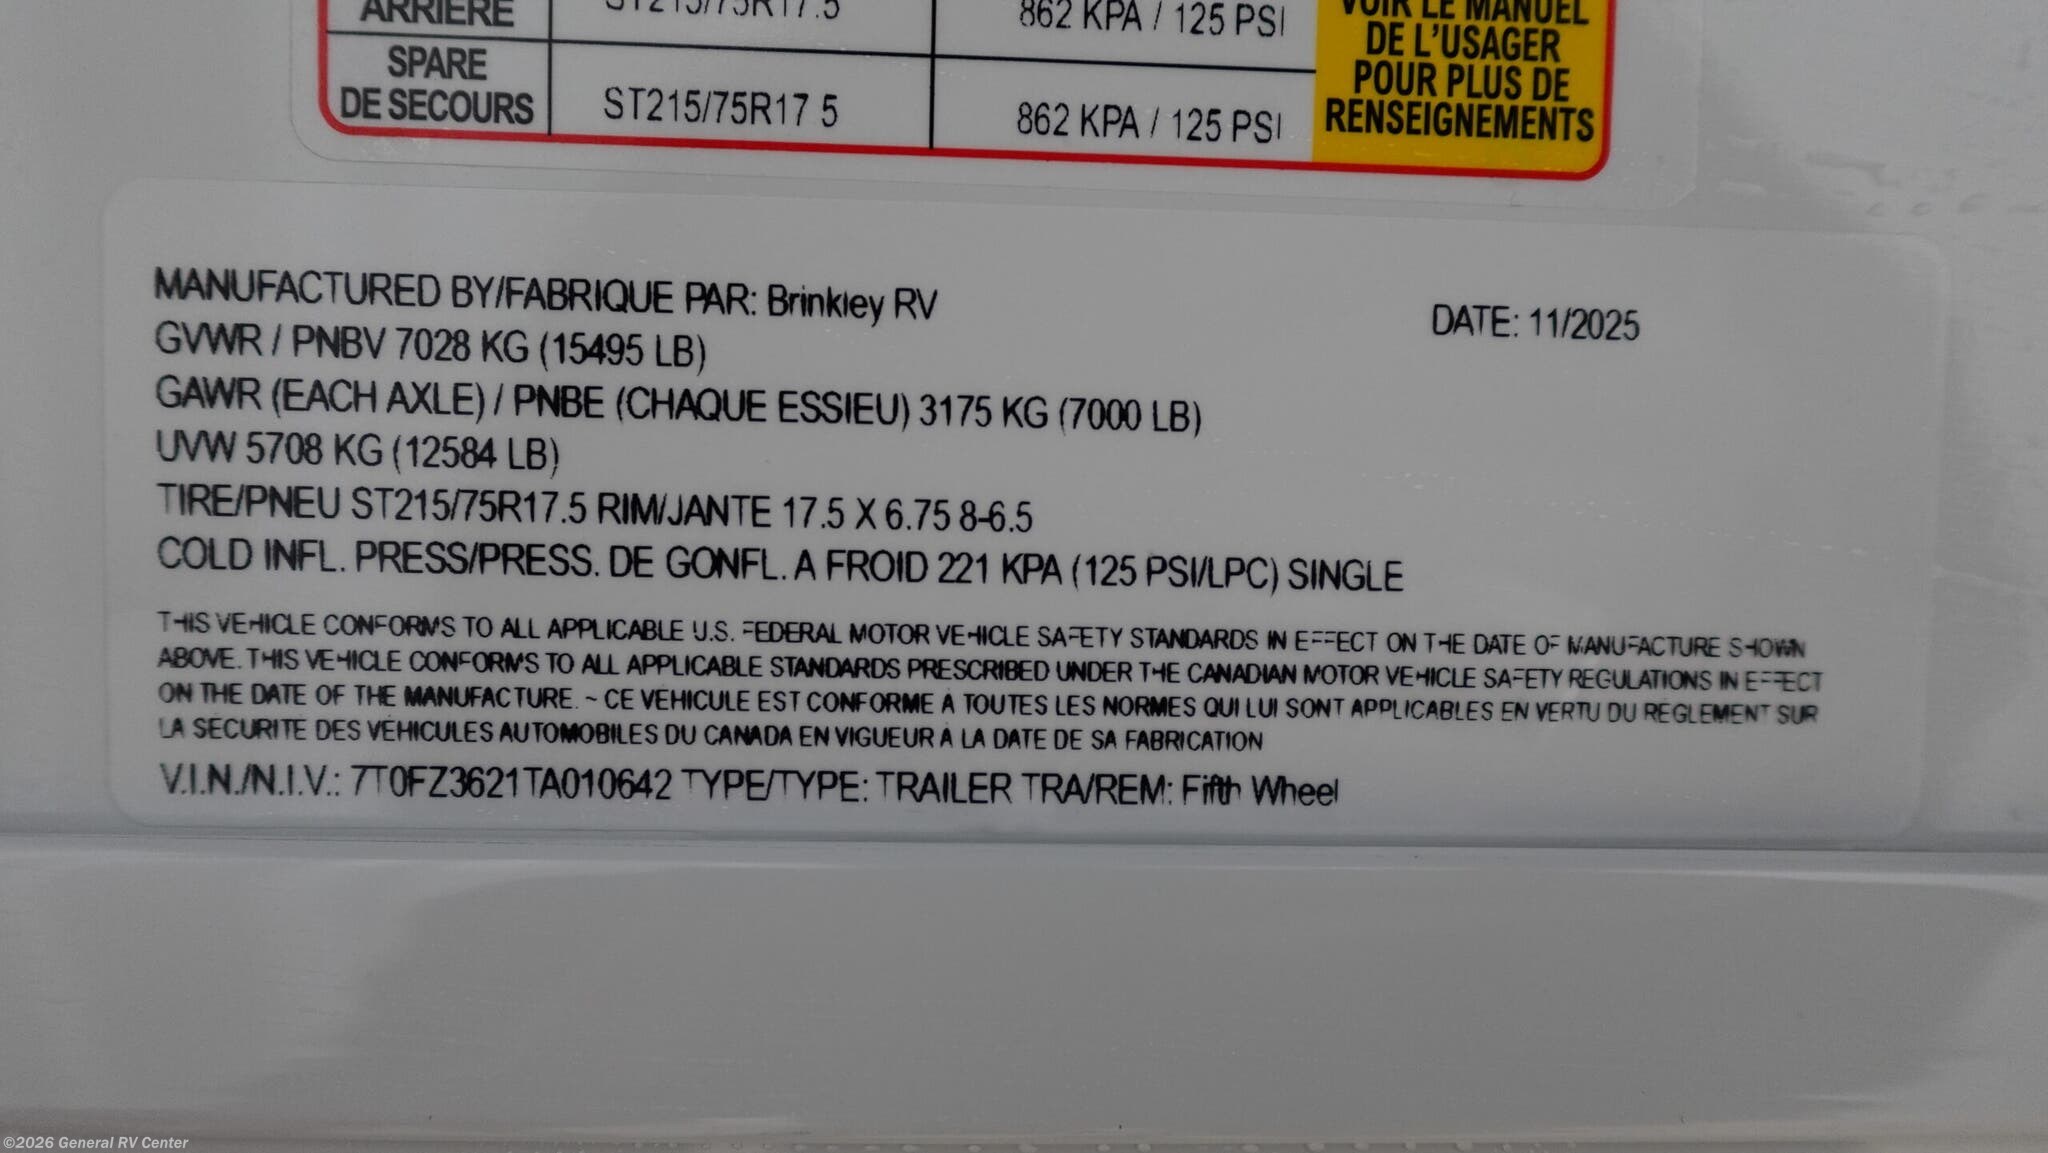 ARRIÈRE ST215/75R17.5 862 KPA / 125 PSI
SPARE
DE SECOURS ST215/75R17 5 862 KPA / 125 PSI
VOIR LE MANUEL
DE L'USAGER
POUR PLUS DE
RENSEIGNEMENTS
MANUFACTURED BY/FABRIQUE PAR: Brinkley RV DATE: 11/2025
GVWR / PNBV 7028 KG (15495 LB)
GAWR (EACH AXLE) / PNBE (CHAQUE ESSIEU) 3175 KG (7000 LB)
UVW 5708 KG (12584 LB)
TIRE/PNEU ST215/75R17.5 RIM/JANTE 17.5 X 6.75 8-6.5
COLD INFL. PRESS/PRESS. DE GONFL. A FROID 221 KPA (125 PSI/LPC) SINGLE
THIS VEHICLE CONFORMS TO ALL APPLICABLE U.S. FEDERAL MOTOR VEHICLE SAFETY STANDARDS IN EFFECT ON THE DATE OF MANUFACTURE SHOWN
ABOVE. THIS VEHICLE CONFORMS TO ALL APPLICABLE STANDARDS PRESCRIBED UNDER THE CANADIAN MOTOR VEHICLE SAFETY REGULATIONS IN EFFECT
ON THE DATE OF THE MANUFACTURE. ~ CE VÉHICULE EST CONFORME À TOUTES LES NORMES QUI LUI SONT APPLICABLES EN VERTU DU RÈGLEMENT SUR
LA SÉCURITÉ DES VÉHICULES AUTOMOBILES DU CANADA EN VIGUEUR À LA DATE DE SA FABRICATION
V.I.N./N.I.V.: 7T0FZ3621TA010642 TYPE/TYPE: TRAILER TRA/REM: Fifth Wheel
©2026 General RV Center